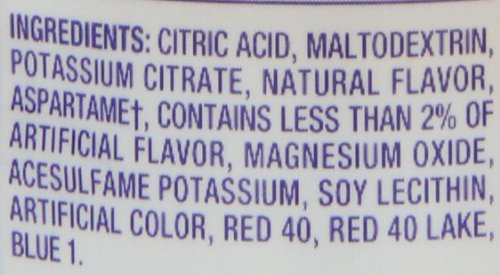 INGREDIENTS: CITRIC ACID, MALTODEXTRIN,
POTASSIUM CITRATE, NATURAL FLAVOR,
ASPARTAME†, CONTAINS LESS THAN 2% OF
ARTIFICIAL FLAVOR, MAGNESIUM OXIDE,
ACESULFAME POTASSIUM, SOY LECITHIN,
ARTIFICIAL COLOR, RED 40, RED 40 LAKE,
BLUE 1.